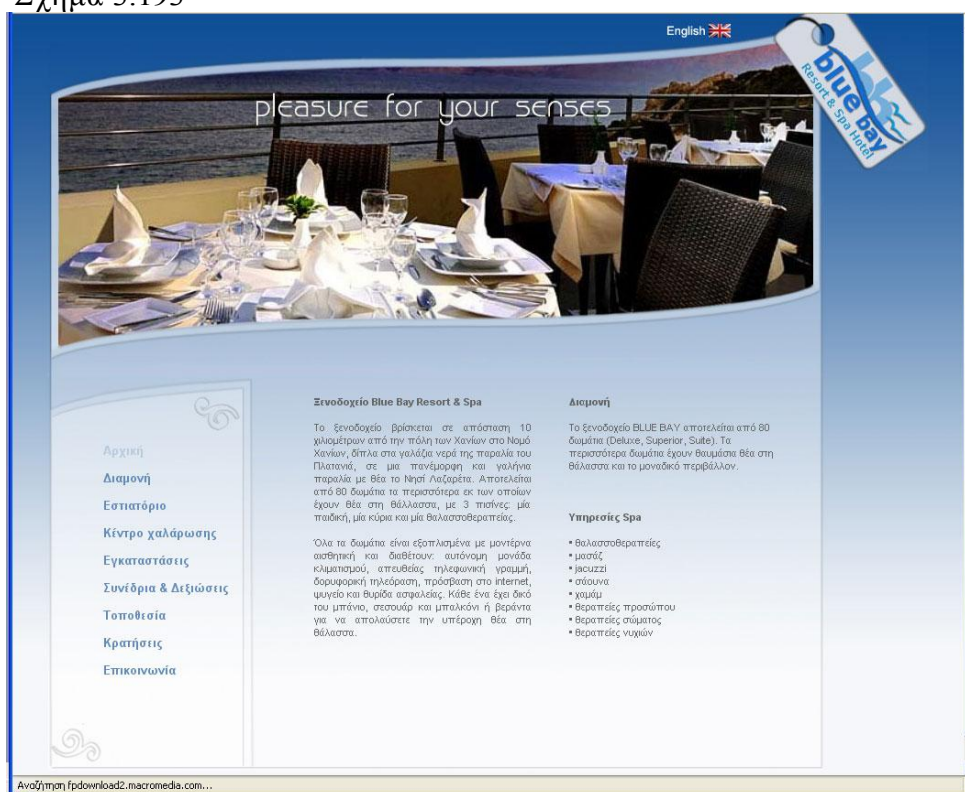 Σχήμα 5.195
English
blue bay
Resort & Spa Hotel
pleasure for your senses
Αρχική
Διαμονή
Εστιατόριο
Κέντρο χαλάρωσης
Εγκαταστάσεις
Συνέδρια & Δεξιώσεις
Τοποθεσία
Κρατήσεις
Επικοινωνία
Ξενοδοχείο Blue Bay Resort & Spa
Το ξενοδοχείο βρίσκεται σε απόσταση 10
χιλιομέτρων από την πόλη των Χανίων στο Νομό
Χανίων, δίπλα στα γαλάζια νερά της παραλία του
Πλατανιά, σε μια πανέμορφη και γαλήνια
παραλία με θέα το Νησί Λαζαρέτα. Αποτελείται
από 80 δωμάτια τα περισσότερα εκ των οποίων
έχουν θέα στη θάλλασσα, με 3 πισίνες: μία
παιδική, μία κύρια και μία θαλασσοθεραπείας.
Όλα τα δωμάτια είναι εξοπλισμένα με μοντέρνα
αισθητική και διαθέτουν: αυτόνομη μονάδα
κλιματισμού, απευθείας τηλεφωνική γραμμή,
δορυφορική τηλεόραση, πρόσβαση στο internet,
ψυγείο και θυρίδα ασφαλείας. Κάθε ένα έχει δικό
του μπάνιο, σεσουάρ και μπαλκόνι ή βεράντα
για να απολαύσετε την υπέροχη θέα στη
θάλασσα.
Διαμονή
Το ξενοδοχείο BLUE BAY αποτελείται από 80
δωμάτια (Deluxe, Superior, Suite). Τα
περισσότερα δωμάτια έχουν θαυμάσια θέα στη
θάλασσα και το μοναδικό περιβάλλον.
Υπηρεσίες Spa
• θαλασσοθεραπείες
• μασάζ
• jacuzzi
• σάουνα
• χαμάμ
• θεραπείες προσώπου
• θεραπείες σώματος
• θεραπείες νυχιών
Αναζήτηση fpdownload2.macromedia.com...